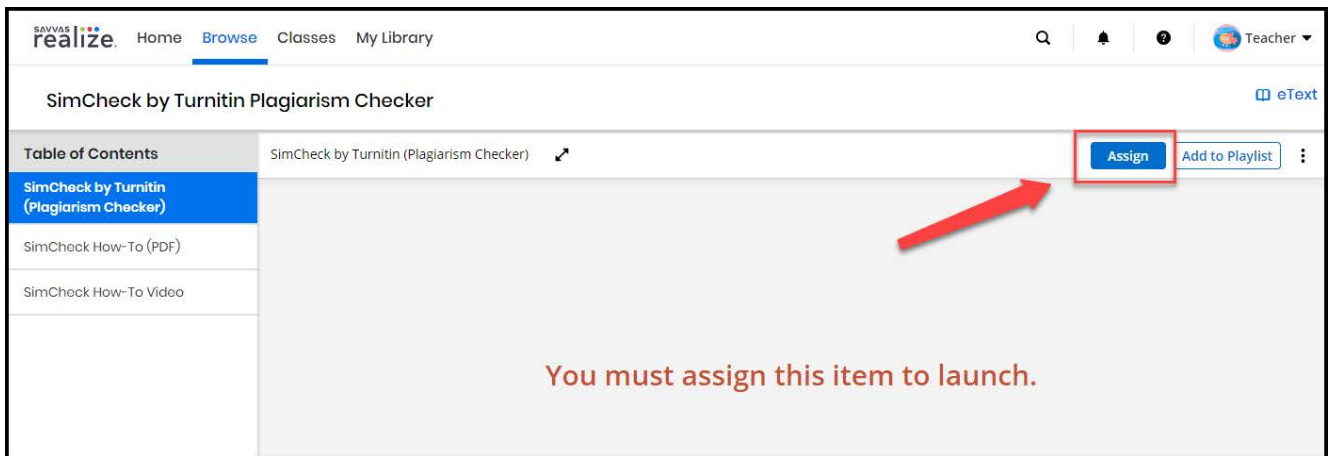 savvas realize. Home Browse Classes My Library Teacher
SimCheck by Turnitin Plagiarism Checker eText
Table of Contents
SimCheck by Turnitin (Plagiarism Checker) Assign Add to Playlist
SimCheck by Turnitin
(Plagiarism Checker)
SimCheck How-To (PDF)
SimCheck How-To Video
You must assign this item to launch.